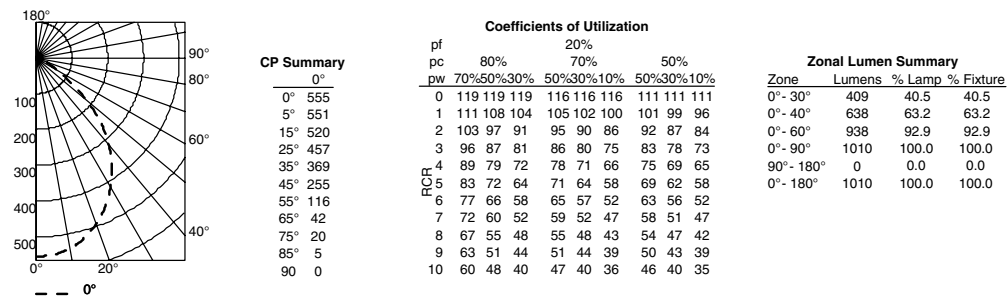 180°
90°
80°
100
200
60°
300
400
40°
500
0° 20°
0°
CP Summary
0°
0° 555
5° 551
15° 520
25° 457
35° 369
45° 255
55° 116
65° 42
75° 20
85° 5
90 0
Coefficients of Utilization
pf 20%
pc 80% 70% 50%
pw 70%50%30% 50%30%10% 50%30%10%
RCR
0 119 119 119 116 116 116 111 111 111
1 111 108 104 105 102 100 101 99 96
2 103 97 91 95 90 86 92 87 84
3 96 87 81 86 80 75 83 78 73
4 89 79 72 78 71 66 75 69 65
5 83 72 64 71 64 58 69 62 58
6 77 66 58 65 57 52 63 56 52
7 72 60 52 59 52 47 58 51 47
8 67 55 48 55 48 43 54 47 42
9 63 51 44 51 44 39 50 43 39
10 60 48 40 47 40 36 46 40 35
Zonal Lumen Summary
Zone Lumens % Lamp % Fixture
0°- 30° 409 40.5 40.5
0°- 40° 638 63.2 63.2
0°- 60° 938 92.9 92.9
0°- 90° 1010 100.0 100.0
90°- 180° 0 0.0 0.0
0°- 180° 1010 100.0 100.0